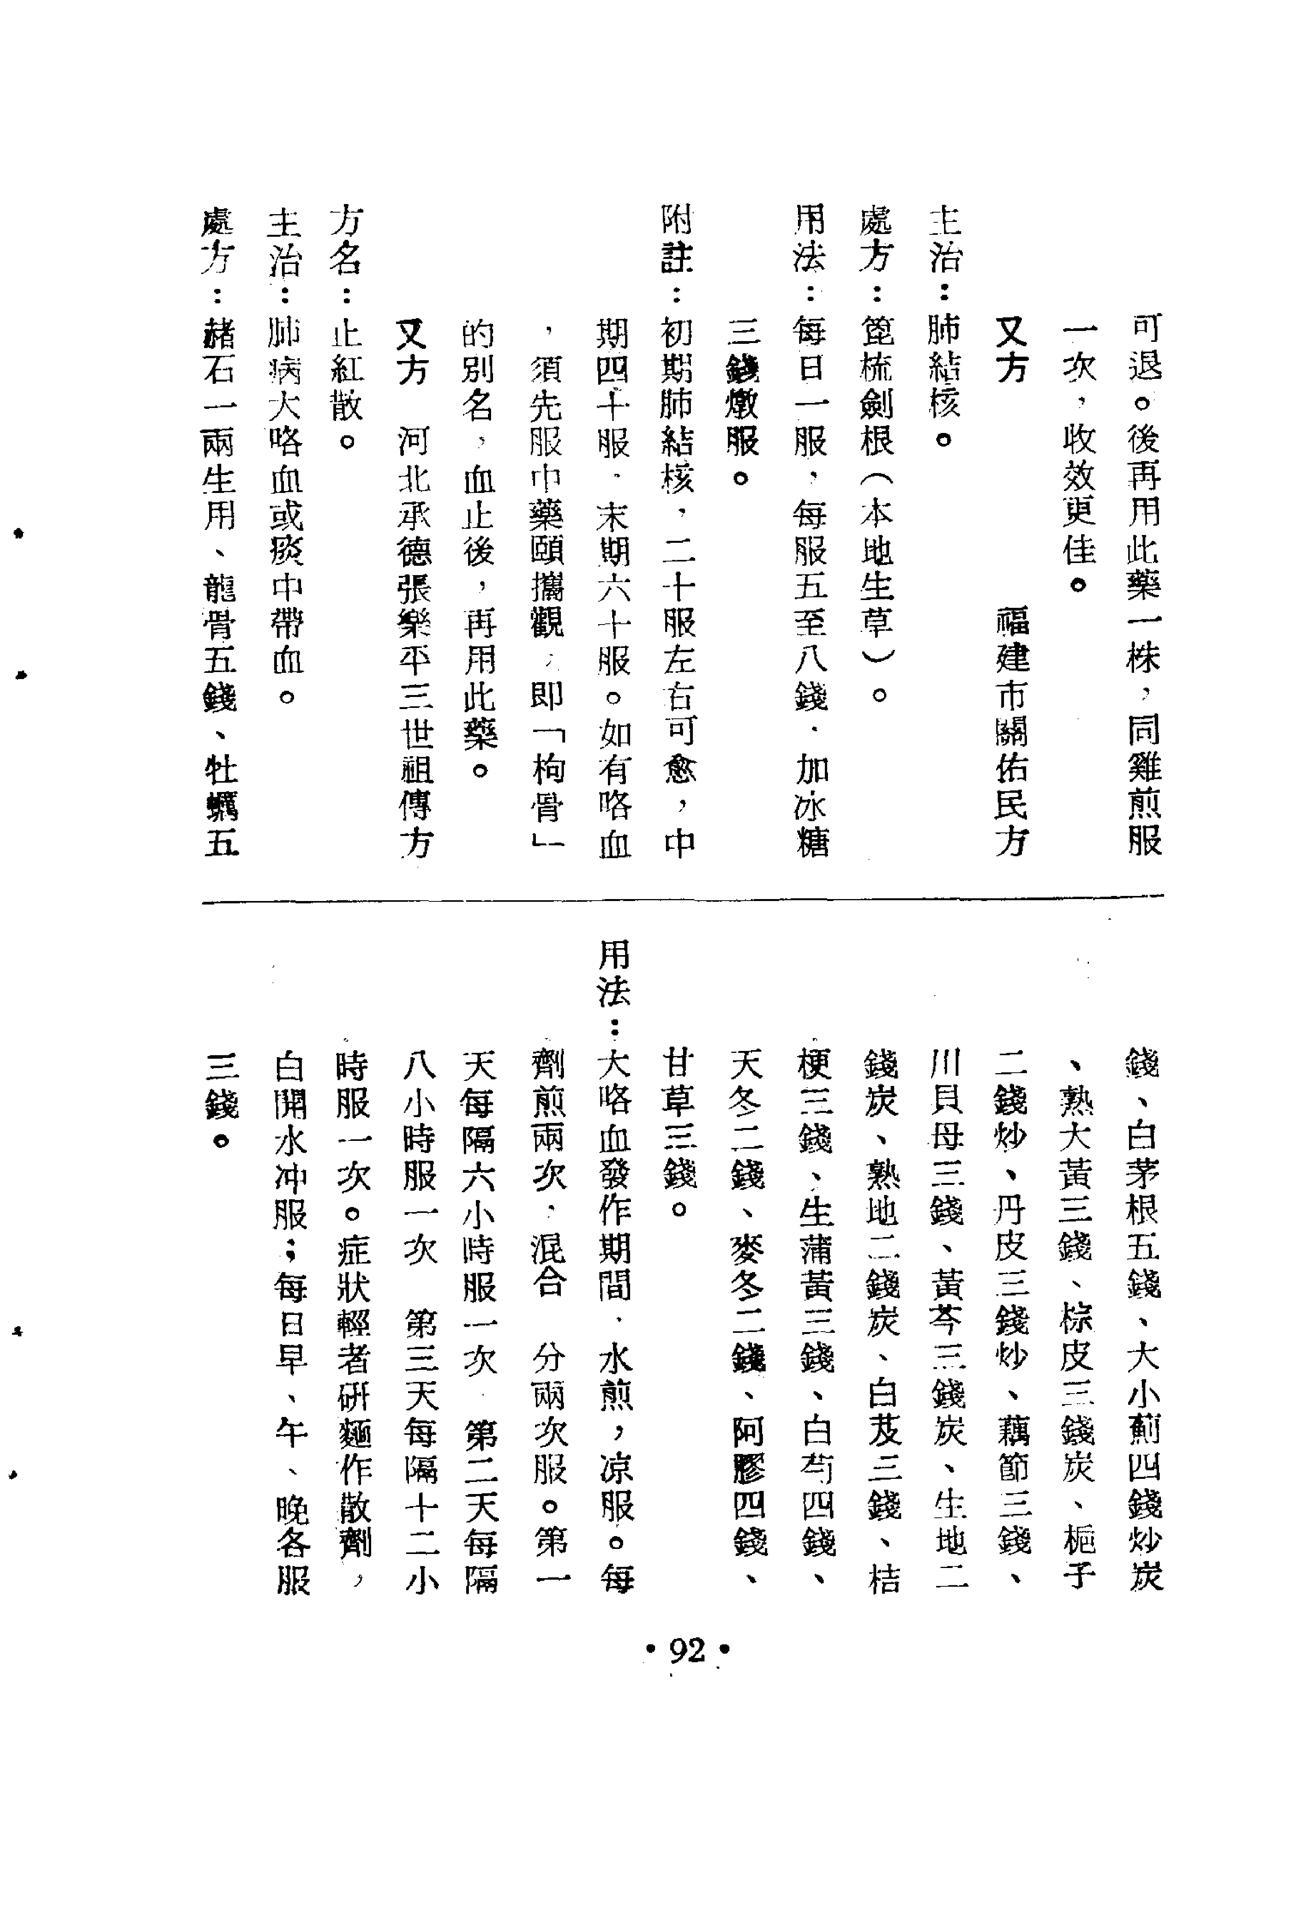 可退。後再用此藥一株，同雞煎服
一次，收效更佳。
又方　　　　　　福建市關佑民方
主治：肺結核。
處方：篦梳劍根（本地生草）。
用法：每日一服，每服五至八錢，加冰糖
三錢燉服。
附註：初期肺結核，二十服左右可愈，中
期四十服，末期六十服。如有咯血
，須先服中藥頤攜觀，即「枸骨」
的別名，血止後，再用此藥。
又方　河北承德張樂平三世祖傳方
方名：止紅散。
主治：肺病大咯血或痰中帶血。
處方：赭石一兩生用、龍骨五錢、牡蠣五
錢、白茅根五錢、大小薊四錢炒炭
、熟大黃三錢、棕皮三錢炭、梔子
二錢炒、丹皮三錢炒、藕節三錢、
川貝母三錢、黃芩三錢炭、生地二
錢炭、熟地二錢炭、白芨三錢、桔
梗三錢、生蒲黃三錢、白芍四錢、
天冬二錢、麥冬二錢、阿膠四錢、
甘草三錢。
用法：大咯血發作期間，水煎，凉服。每
劑煎兩次，混合　分兩次服。第一
天每隔六小時服一次　第二天每隔
八小時服一次　第三天每隔十二小
時服一次。症狀輕者研麵作散劑，
白開水冲服；每日早、午、晚各服
三錢。
·92·